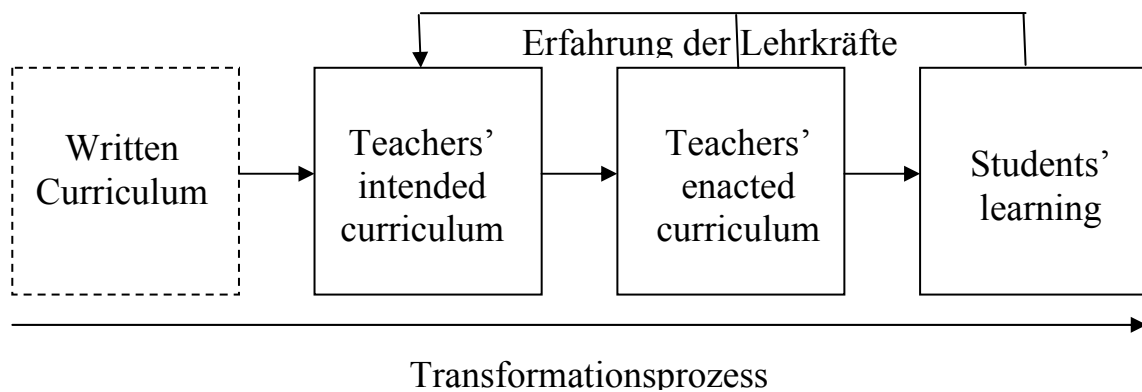 Erfahrung der Lehrkräfte
Written
Curriculum
Teachers’
intended
curriculum
Teachers’
enacted
curriculum
Students’
learning
Transformationsprozess